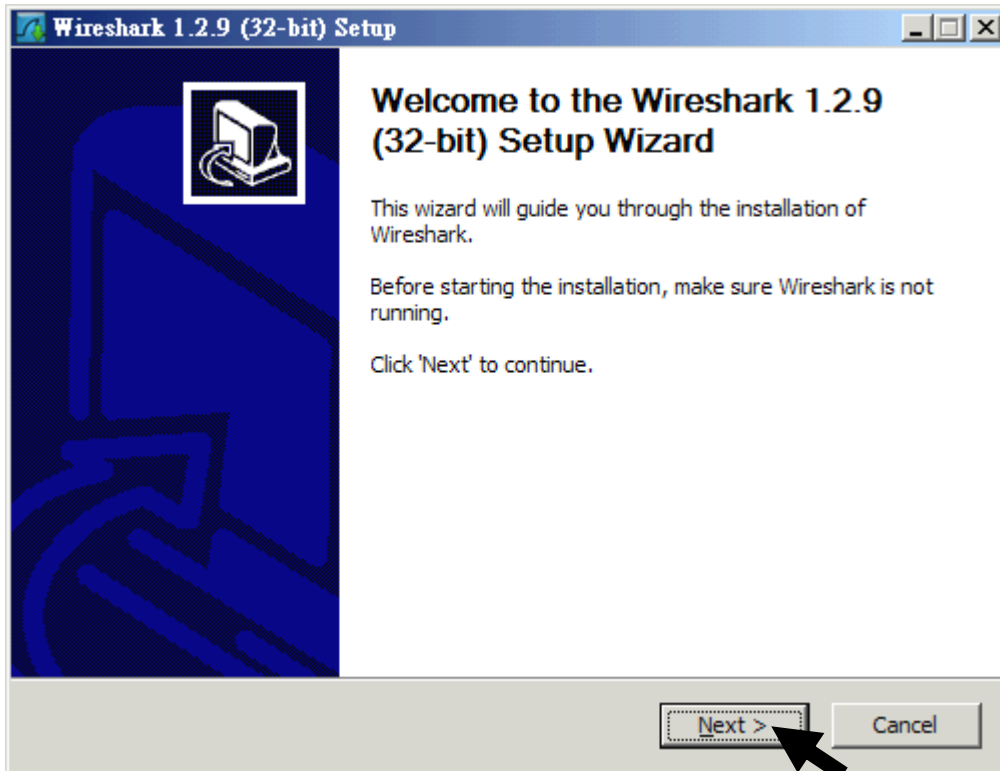 Wireshark 1.2.9 (32-bit) Setup
Welcome to the Wireshark 1.2.9
(32-bit) Setup Wizard
This wizard will guide you through the installation of
Wireshark.
Before starting the installation, make sure Wireshark is not
running.
Click 'Next' to continue.
Next >
Cancel